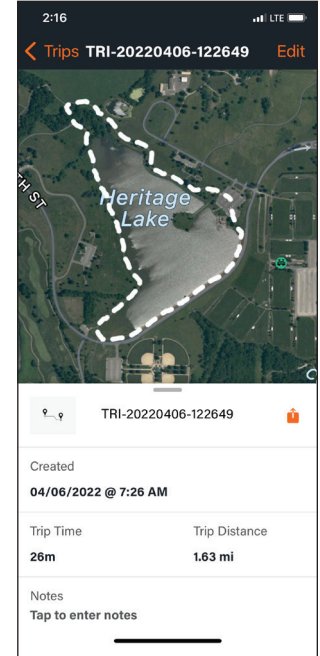 2:16 LTE
Trips TRI-20220406-122649 Edit
TH ST
Heritage
Lake
C
TRI-20220406-122649
Created
04/06/2022 @ 7:26 AM
Trip Time Trip Distance
26m 1.63 mi
Notes
Tap to enter notes